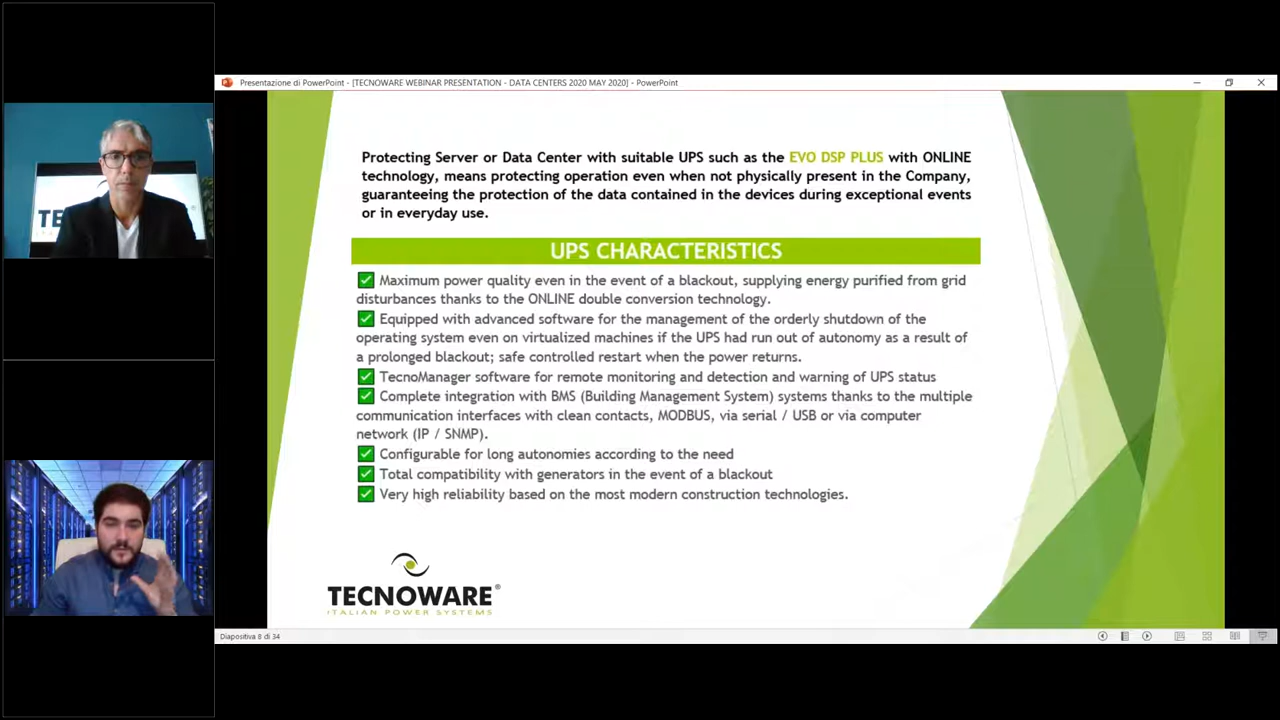 Presentazione di PowerPoint - [TECNOWARE WEBINAR PRESENTATION - DATA CENTERS 2020 MAY 2020] - PowerPoint
Protecting Server or Data Center with suitable UPS such as the EVO DSP PLUS with ONLINE
technology, means protecting operation even when not physically present in the Company,
guaranteeing the protection of the data contained in the devices during exceptional events
or in everyday use.
UPS CHARACTERISTICS
Maximum power quality even in the event of a blackout, supplying energy purified from grid
disturbances thanks to the ONLINE double conversion technology.
Equipped with advanced software for the management of the orderly shutdown of the
operating system even on virtualized machines if the UPS had run out of autonomy as a result of
a prolonged blackout; safe controlled restart when the power returns.
TecnoManager software for remote monitoring and detection and warning of UPS status
Complete integration with BMS (Building Management System) systems thanks to the multiple
communication interfaces with clean contacts, MODBUS, via serial / USB or via computer
network (IP / SNMP).
Configurable for long autonomies according to the need
Total compatibility with generators in the event of a blackout
Very high reliability based on the most modern construction technologies.
TECNOWARE®
ITALIAN POWER SYSTEMS
Diapositiva 8 di 34